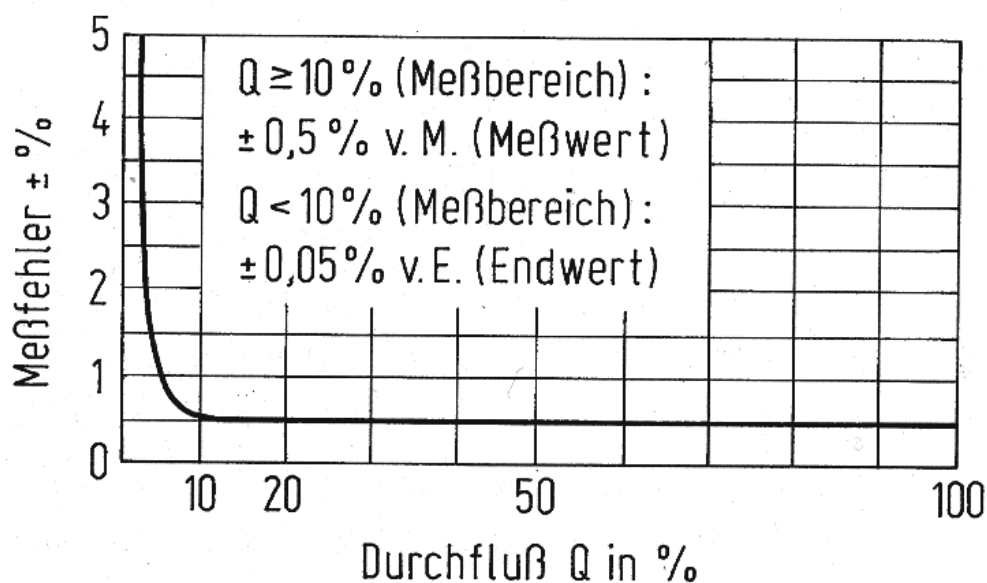 Meßfehler ± %
5
4
3
2
1
0
Q ≥ 10 % (Meßbereich) :
± 0,5 % v. M. (Meßwert)
Q < 10 % (Meßbereich) :
± 0,05 % v. E. (Endwert)
10 20 50 100
Durchfluß Q in %